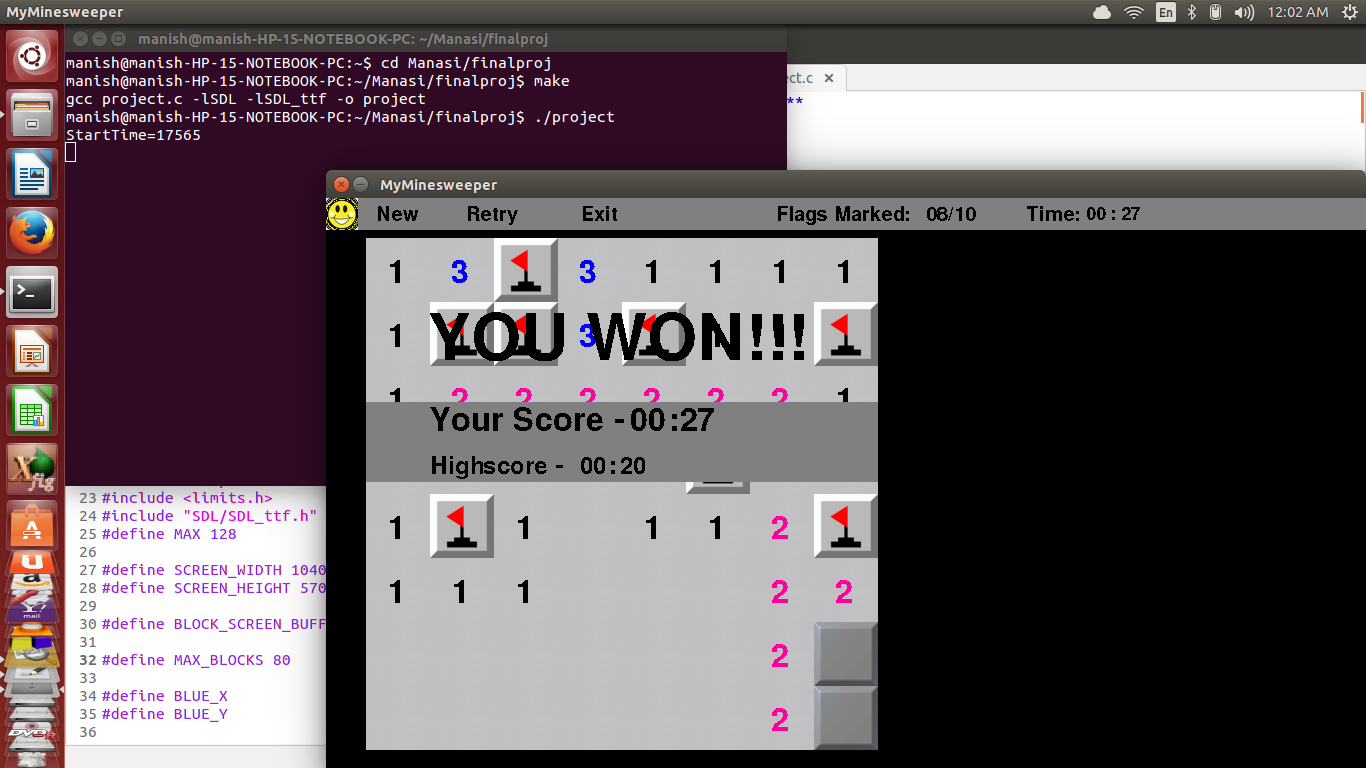 MyMinesweeper
En
12:02 AM
manish@manish-HP-15-NOTEBOOK-PC: ~/Manasi/finalproj
manish@manish-HP-15-NOTEBOOK-PC:~$ cd Manasi/finalproj
manish@manish-HP-15-NOTEBOOK-PC:~/Manasi/finalproj$ make
gcc project.c -lSDL -lSDL_ttf -o project
manish@manish-HP-15-NOTEBOOK-PC:~/Manasi/finalproj$ ./project
StartTime=17565
ct.c
**
MyMinesweeper
New Retry Exit Flags Marked: 08/10 Time: 00 : 27
1 3 3 1 1 1 1
1 3
YOU WON!!!
1 2 2 2 2 2 2 1
Your Score - 00 :27
Highscore - 00 :20
1 1 1 1 2
1 1 1 2 2
2
2
23 #include <limits.h>
24 #include "SDL/SDL_ttf.h"
25 #define MAX 128
26
27 #define SCREEN_WIDTH 1040
28 #define SCREEN_HEIGHT 570
29
30 #define BLOCK_SCREEN_BUFF
31
32 #define MAX_BLOCKS 80
33
34 #define BLUE_X
35 #define BLUE_Y
36
fig
mail